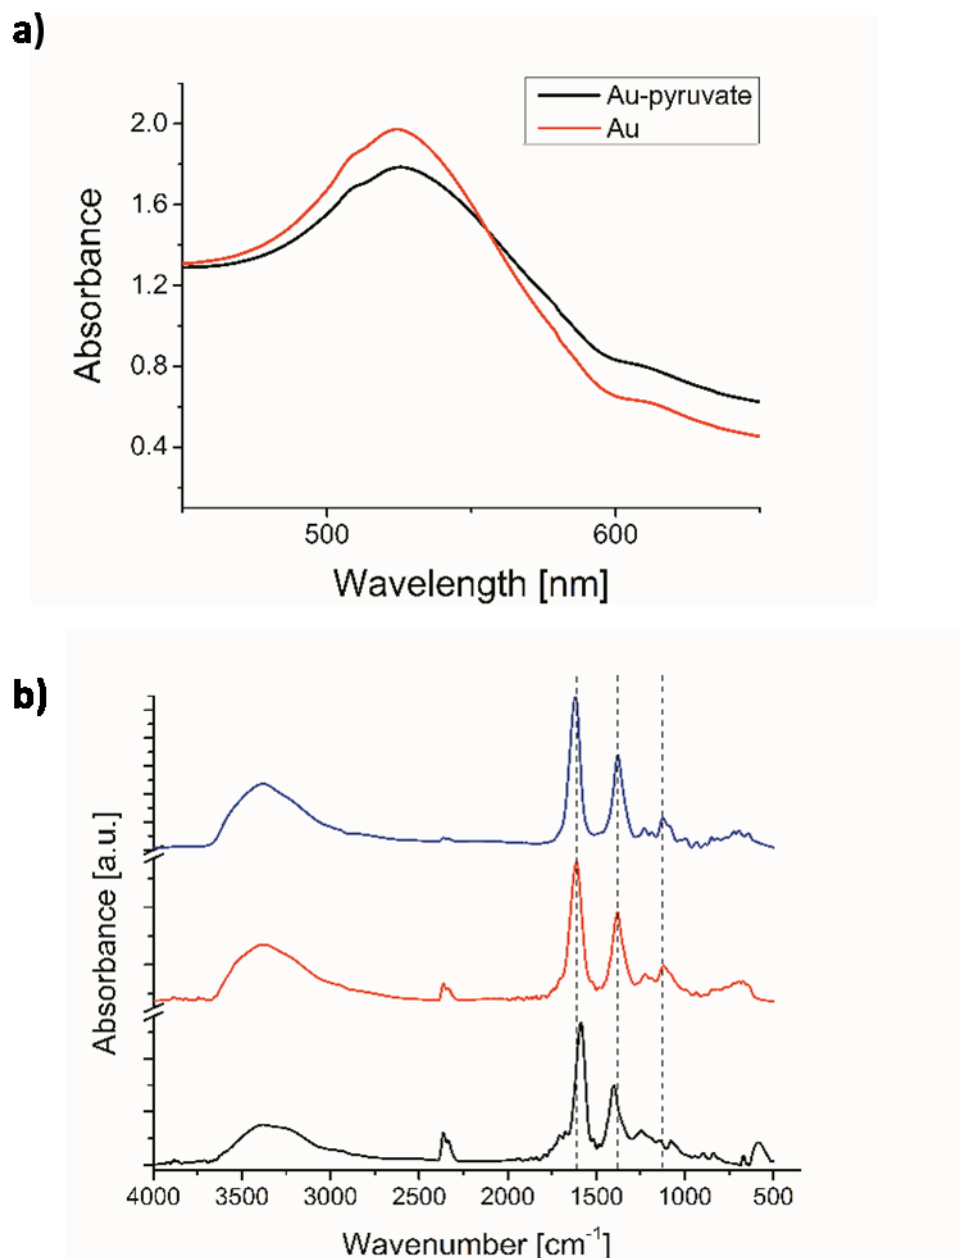 a)
Au-pyruvate
Au
2.0
1.6
1.2
0.8
0.4
Absorbance
500 600
Wavelength [nm]
b)
Absorbance [a.u.]
4000 3500 3000 2500 2000 1500 1000 500
Wavenumber [cm⁻¹]